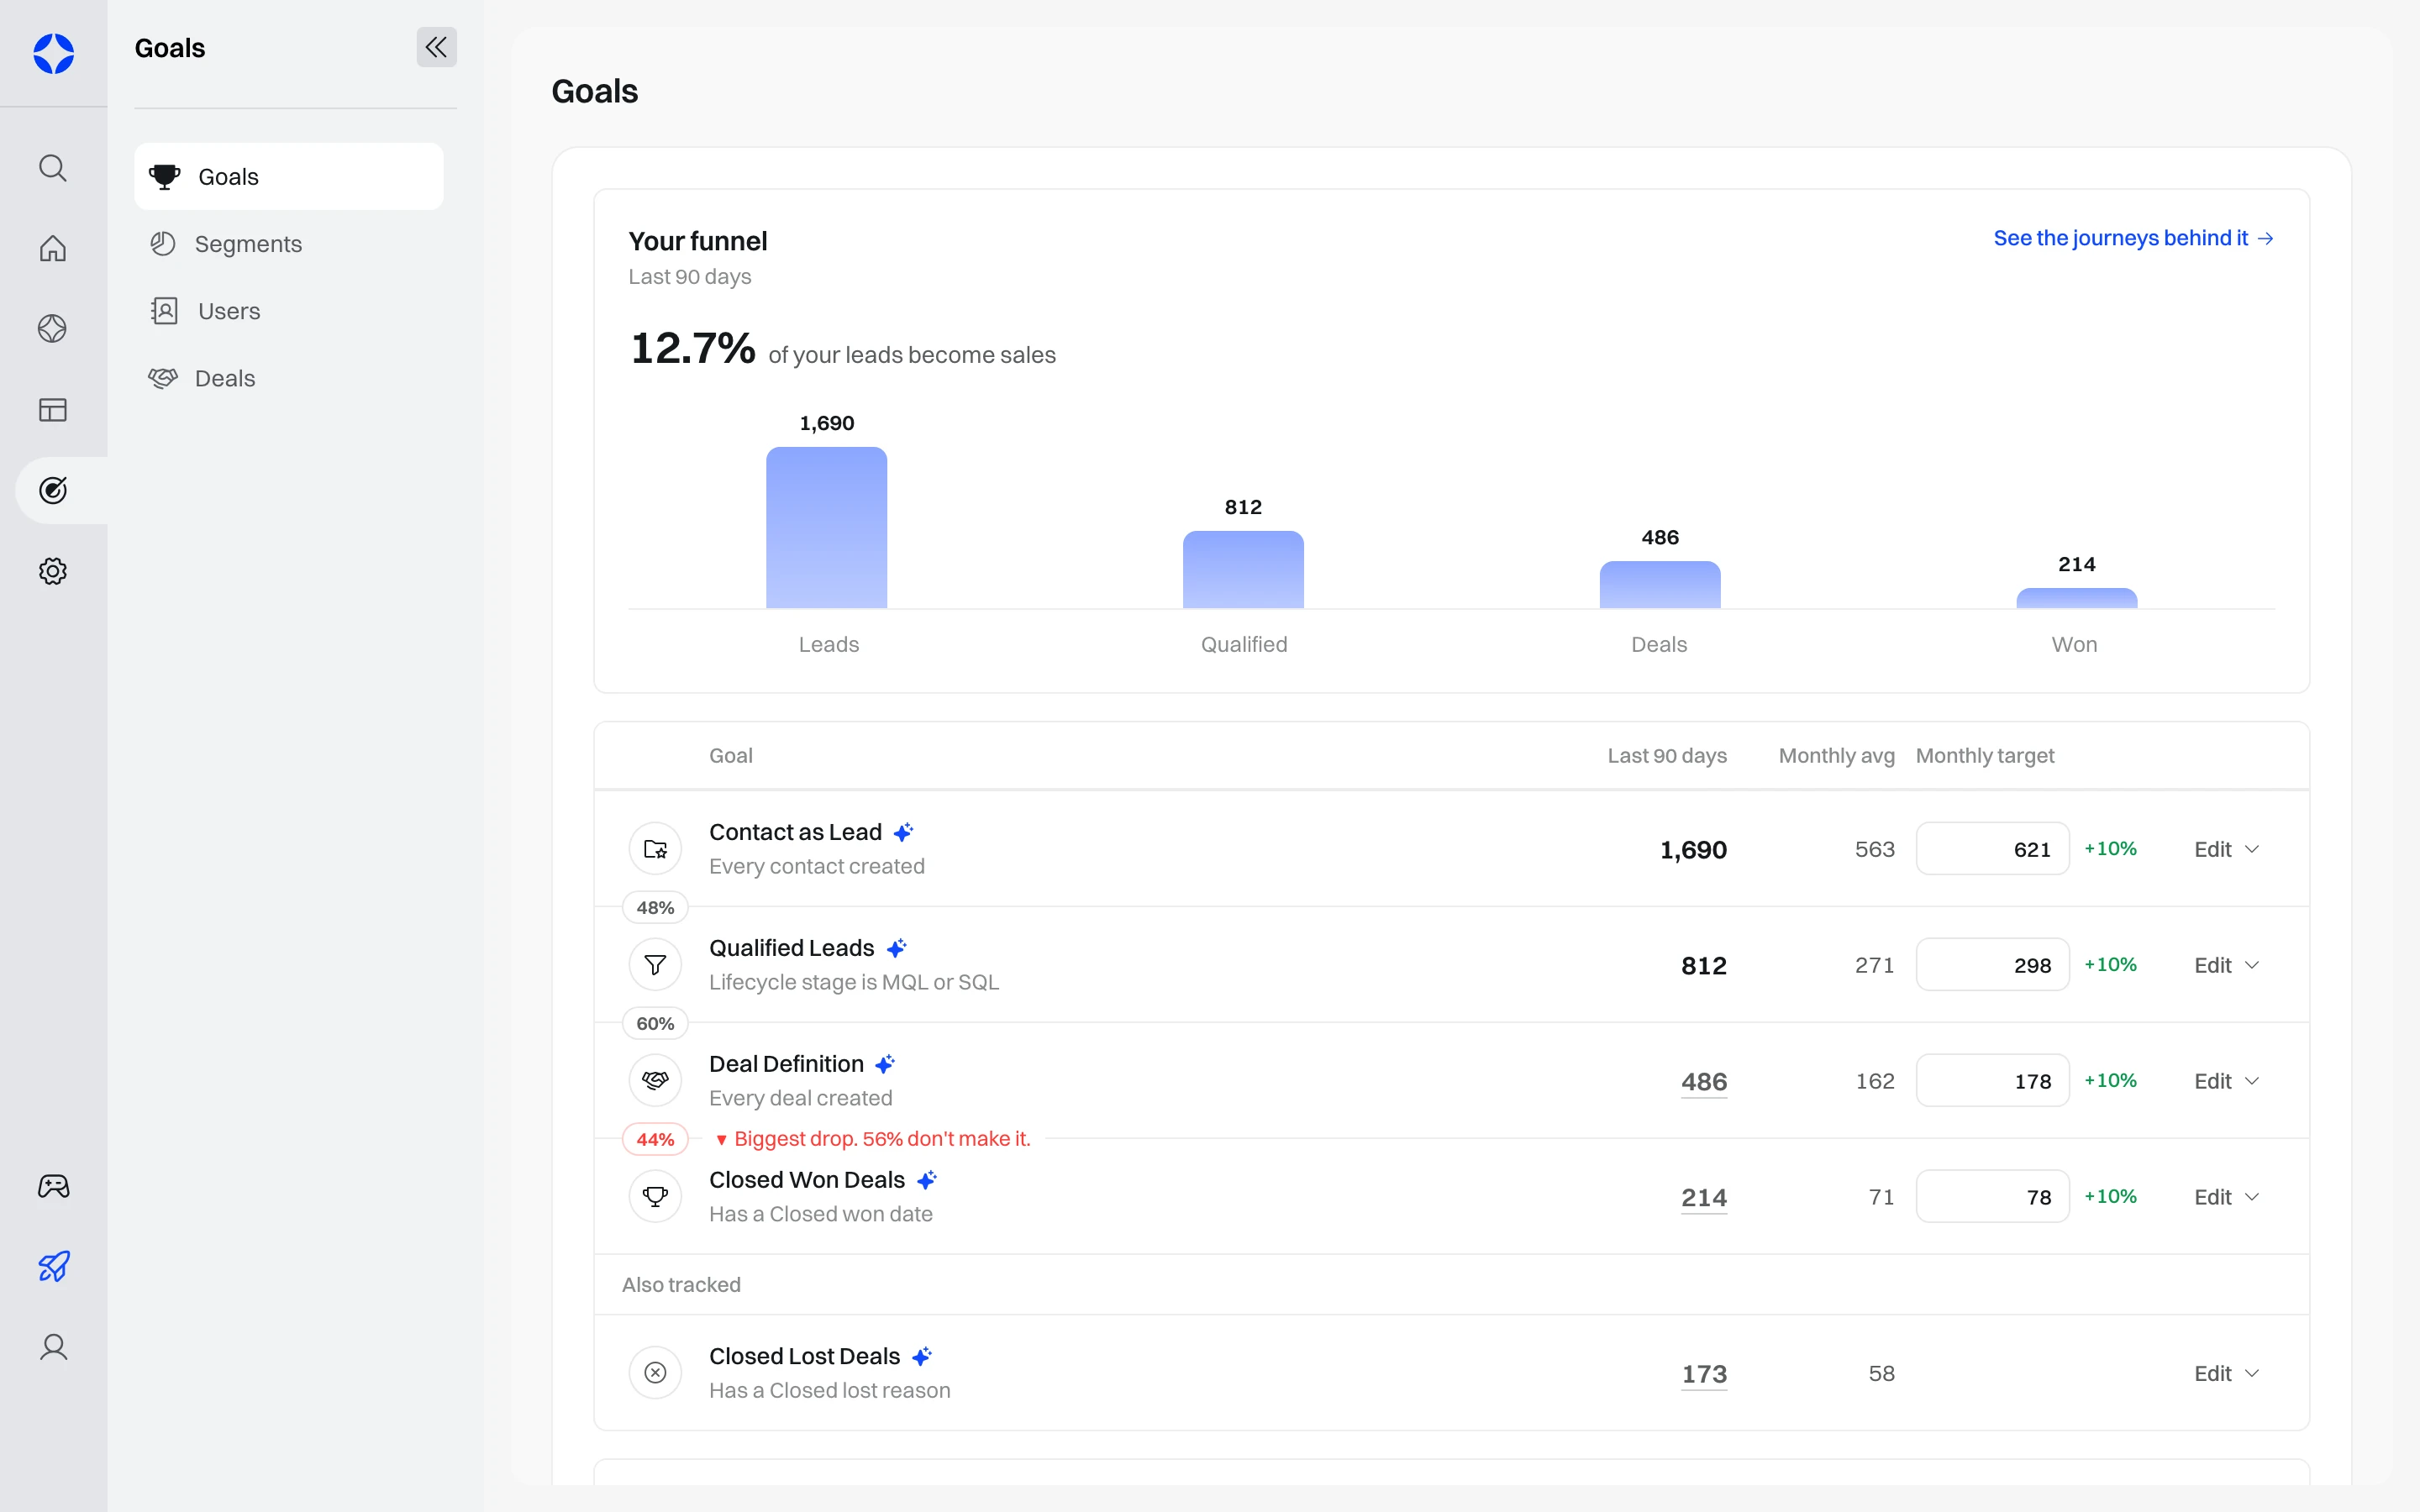 Goals
Goals
Segments
Users
Deals
Goals
Your funnel
See the journeys behind it →
Last 90 days
12.7% of your leads become sales
1,690
812
486
214
Leads
Qualified
Deals
Won
Goal
Last 90 days
Monthly avg
Monthly target
Contact as Lead
Every contact created
1,690
563
621
+10%
Edit
48%
Qualified Leads
Lifecycle stage is MQL or SQL
812
271
298
+10%
Edit
60%
Deal Definition
Every deal created
486
162
178
+10%
Edit
44%
▼ Biggest drop. 56% don't make it.
Closed Won Deals
Has a Closed won date
214
71
78
+10%
Edit
Also tracked
Closed Lost Deals
Has a Closed lost reason
173
58
Edit